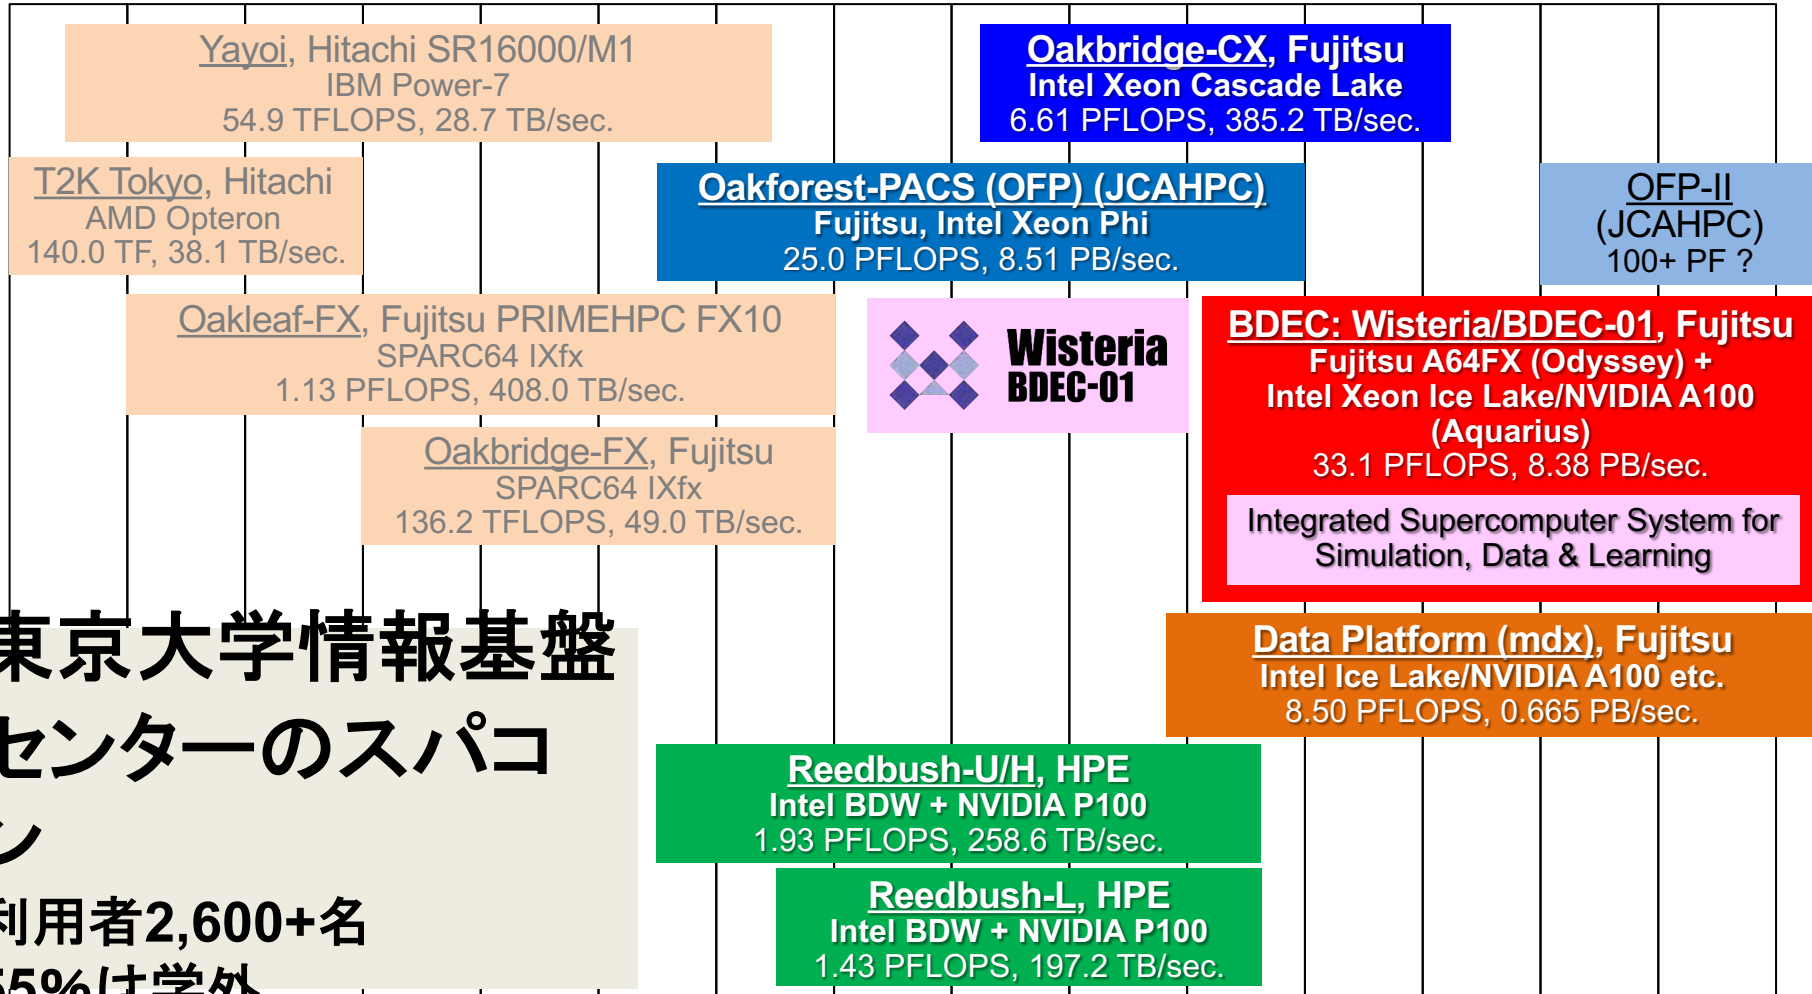 Yayoi, Hitachi SR16000/M1
IBM Power-7
54.9 TFLOPS, 28.7 TB/sec.
Oakbridge-CX, Fujitsu
Intel Xeon Cascade Lake
6.61 PFLOPS, 385.2 TB/sec.
T2K Tokyo, Hitachi
AMD Opteron
140.0 TF, 38.1 TB/sec.
Oakforest-PACS (OFP) (JCAHPC)
Fujitsu, Intel Xeon Phi
25.0 PFLOPS, 8.51 PB/sec.
OFP-II
(JCAHPC)
100+ PF ?
Oakleaf-FX, Fujitsu PRIMEHPC FX10
SPARC64 IXfx
1.13 PFLOPS, 408.0 TB/sec.
Wisteria
BDEC-01
BDEC: Wisteria/BDEC-01, Fujitsu
Fujitsu A64FX (Odyssey) +
Intel Xeon Ice Lake/NVIDIA A100
(Aquarius)
33.1 PFLOPS, 8.38 PB/sec.
Integrated Supercomputer System for
Simulation, Data & Learning
Oakbridge-FX, Fujitsu
SPARC64 IXfx
136.2 TFLOPS, 49.0 TB/sec.
東京大学情報基盤
センターのスパコ
ン
利用者2,600+名
55%は学外
Data Platform (mdx), Fujitsu
Intel Ice Lake/NVIDIA A100 etc.
8.50 PFLOPS, 0.665 PB/sec.
Reedbush-U/H, HPE
Intel BDW + NVIDIA P100
1.93 PFLOPS, 258.6 TB/sec.
Reedbush-L, HPE
Intel BDW + NVIDIA P100
1.43 PFLOPS, 197.2 TB/sec.